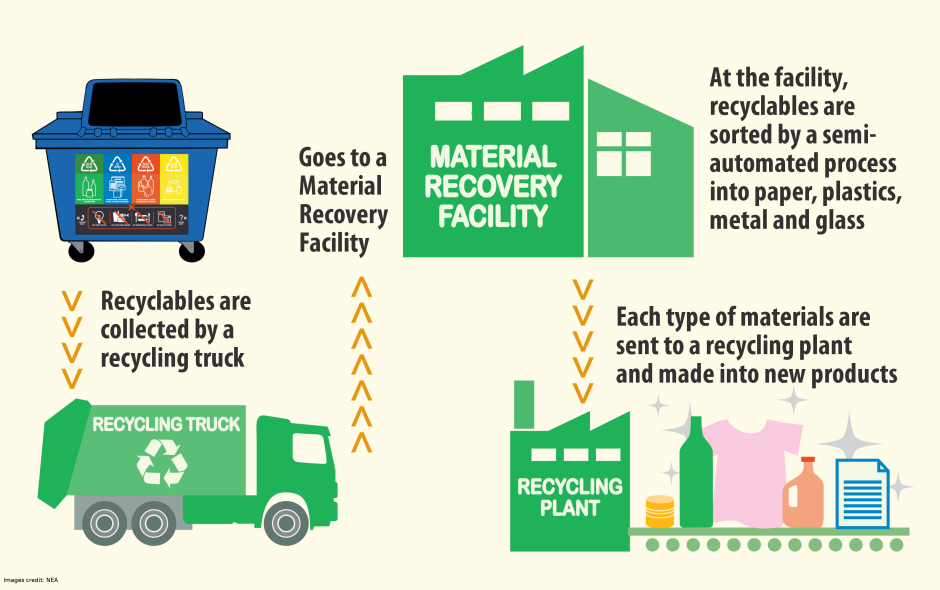 Recyclables are
collected by a
recycling truck
RECYCLING TRUCK
Goes to a
Material
Recovery
Facility
MATERIAL
RECOVERY
FACILITY
At the facility,
recyclables are
sorted by a semi-
automated process
into paper, plastics,
metal and glass
Each type of materials are
sent to a recycling plant
and made into new products
RECYCLING
PLANT
Images credit: NEA